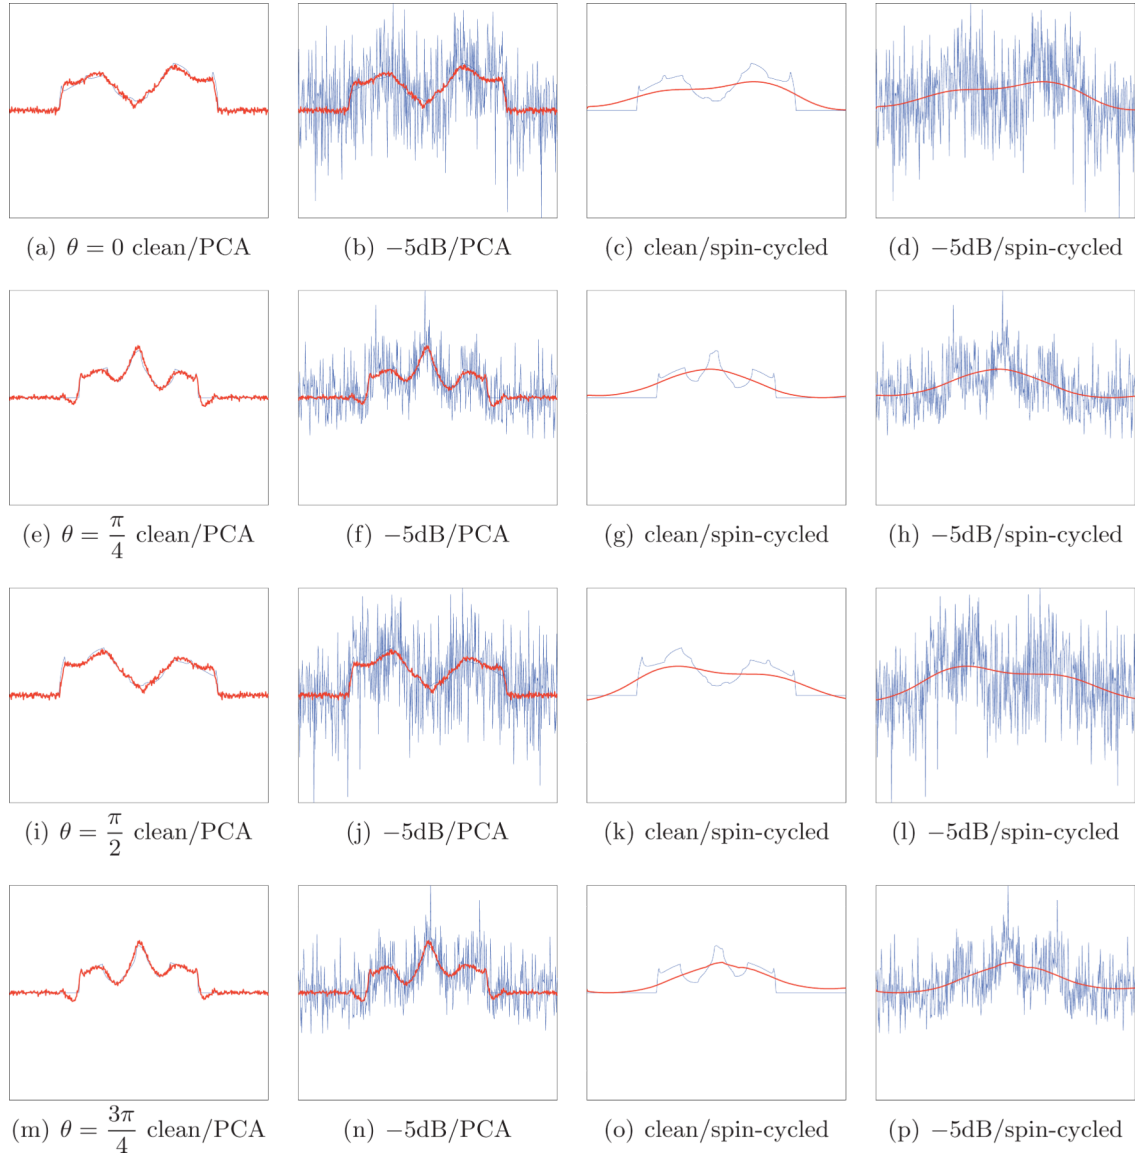 (a) θ = 0 clean/PCA (b) −5dB/PCA (c) clean/spin-cycled (d) −5dB/spin-cycled
(e) θ = π/4 clean/PCA (f) −5dB/PCA (g) clean/spin-cycled (h) −5dB/spin-cycled
(i) θ = π/2 clean/PCA (j) −5dB/PCA (k) clean/spin-cycled (l) −5dB/spin-cycled
(m) θ = 3π/4 clean/PCA (n) −5dB/PCA (o) clean/spin-cycled (p) −5dB/spin-cycled